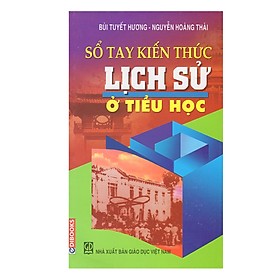 BÙI TUYẾT HƯƠNG - NGUYỄN HOÀNG THÁI
SỔ TAY KIẾN THỨC
LỊCH SỬ
Ở TIỂU HỌC
NHÀ XUẤT BẢN GIÁO DỤC VIỆT NAM